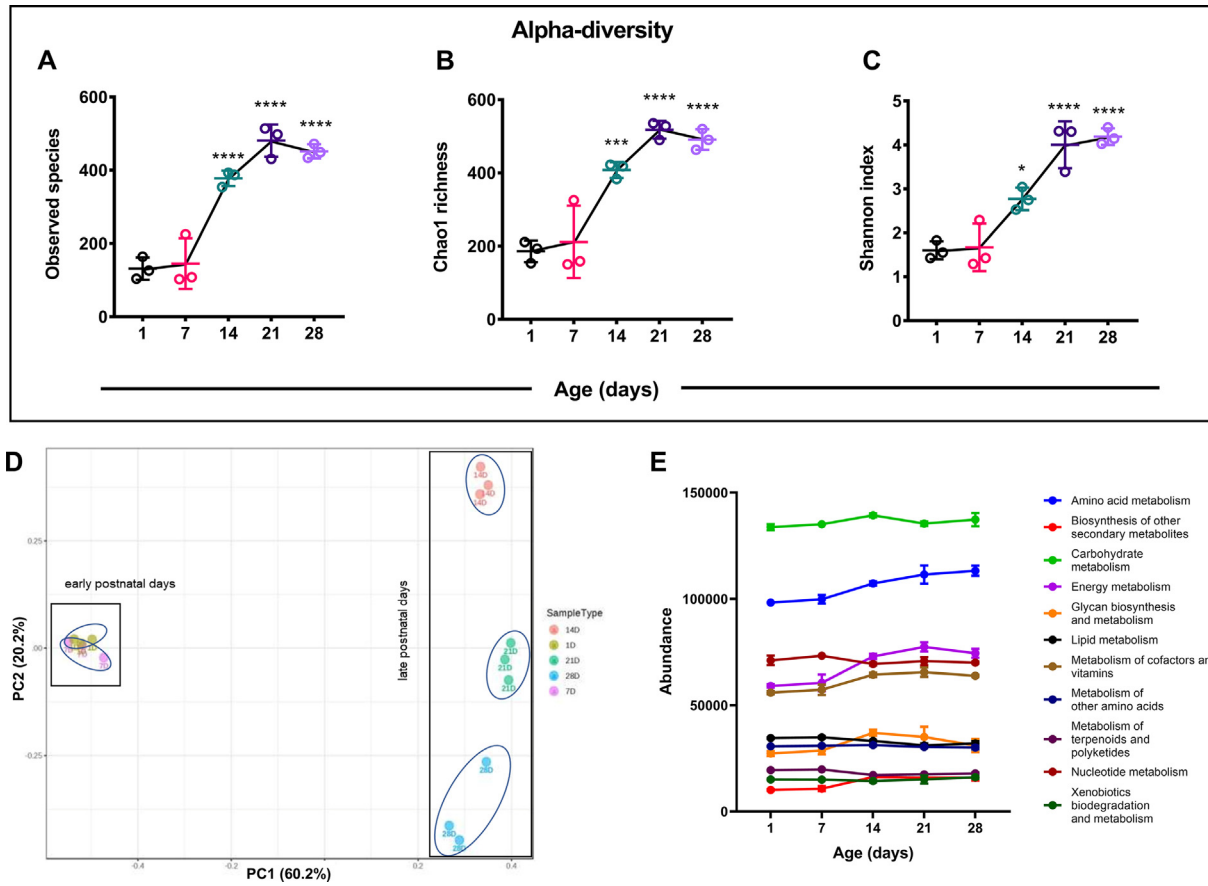 Alpha-diversity
A
B
C
600
400
200
0
Observed species
****
****
****
1
7
14
21
28
600
400
200
0
Chao1 richness
***
****
****
1
7
14
21
28
5
4
3
2
1
0
Shannon index
*
****
****
1
7
14
21
28
Age (days)
D
PC2 (20.2%)
0.25
.00
-0.25
early postnatal days
late postnatal days
14D
14D
14D
1D
7D
21D
21D
21D
28D
28D
28D
-0.4
-0.2
0.0
0.2
0.4
PC1 (60.2%)
SampleType
14D
1D
21D
28D
7D
E
Abundance
150000
100000
50000
0
1
7
14
21
28
Age (days)
Amino acid metabolism
Biosynthesis of other
secondary metabolites
Carbohydrate
metabolism
Energy metabolism
Glycan biosynthesis
and metabolism
Lipid metabolism
Metabolism of cofactors an
vitamins
Metabolism of
other amino acids
Metabolism of
terpenoids and
polyketides
Nucleotide metabolism
Xenobiotics
biodegradation
and metabolism